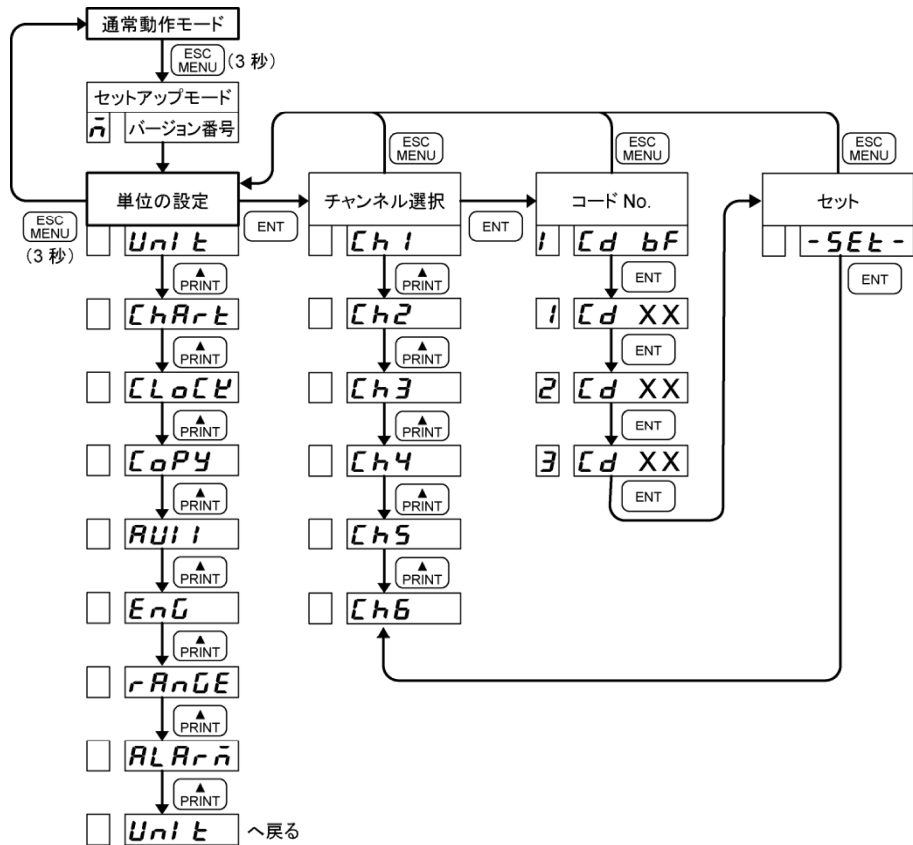 通常動作モード
ESC
MENU
(3 秒)
セットアップモード
n̄ バージョン番号
単位の設定
ESC
MENU
(3 秒)
ENT
UnIt
▲
PRINT
ChArt
▲
PRINT
CLoCK
▲
PRINT
CoPY
▲
PRINT
AUI1
▲
PRINT
EnG
▲
PRINT
rAnGE
▲
PRINT
ALArn̄
▲
PRINT
UnIt へ戻る
ESC
MENU
チャンネル選択
ENT
Ch1
▲
PRINT
Ch2
▲
PRINT
Ch3
▲
PRINT
Ch4
▲
PRINT
Ch5
▲
PRINT
Ch6
ESC
MENU
コード No.
1 Cd bF
ENT
1 Cd XX
ENT
2 Cd XX
ENT
3 Cd XX
ENT
ESC
MENU
セット
-SEt-
ENT